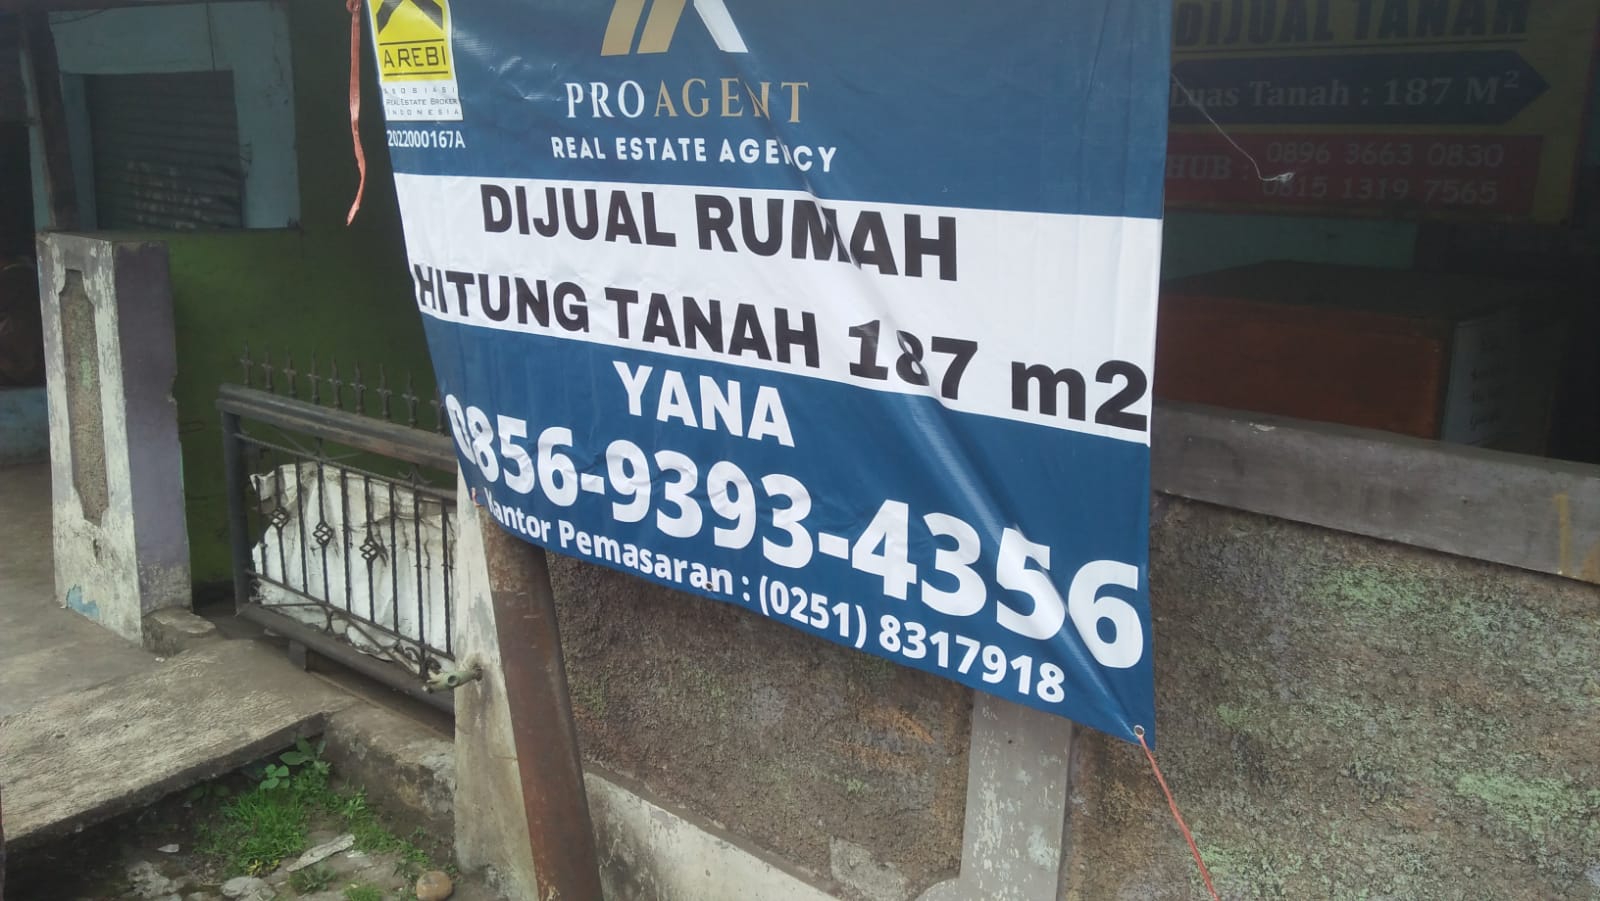 AREBI
ASOSIASI
REAL ESTATE BROKER
INDONESIA
2022000167A
PROAGENT
REAL ESTATE AGENCY
DIJUAL RUMAH
HITUNG TANAH 187 m2
YANA
0856-9393-4356
Kantor Pemasaran : (0251) 8317918
DIJUAL TANAH
Luas Tanah : 187 M²
HUB : 0896 3663 0830
0815 1319 7565